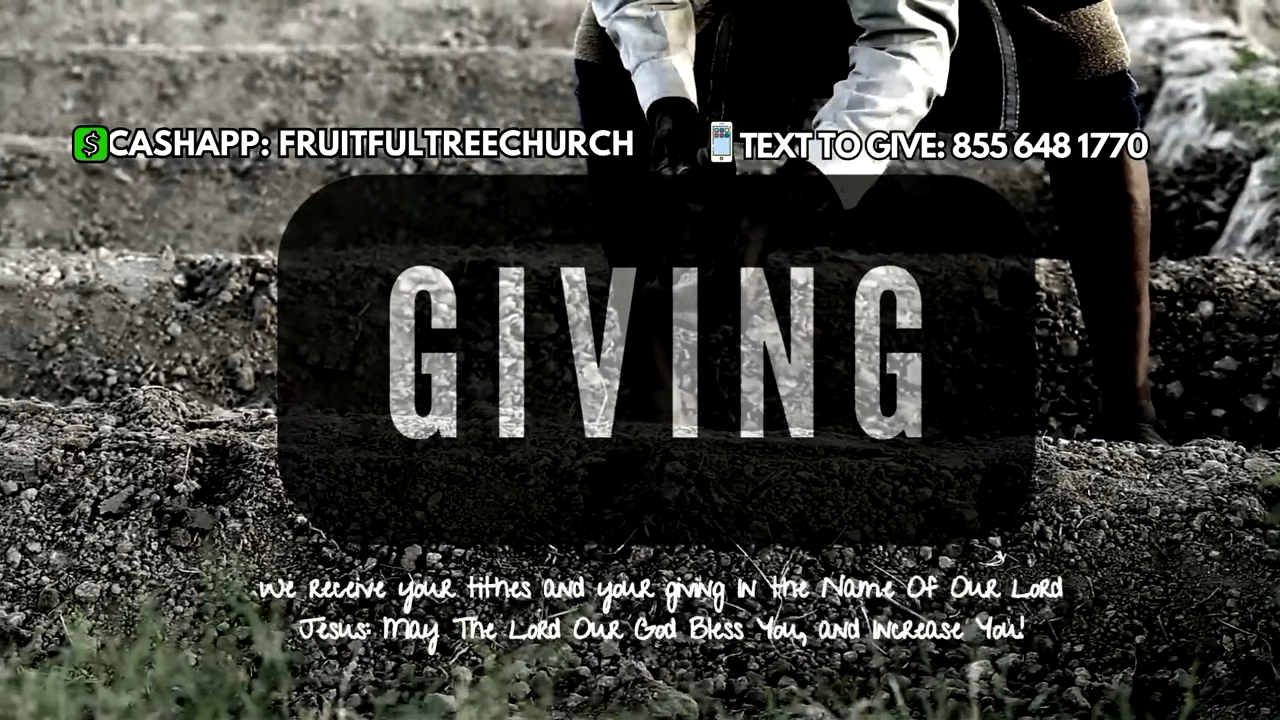 CASHAPP: FRUITFULTREECHURCH
TEXT TO GIVE: 855 648 1770
GIVING
We receive your tithes and your giving in the Name Of Our Lord
Jesus: May The Lord Our God Bless You, and Increase You!